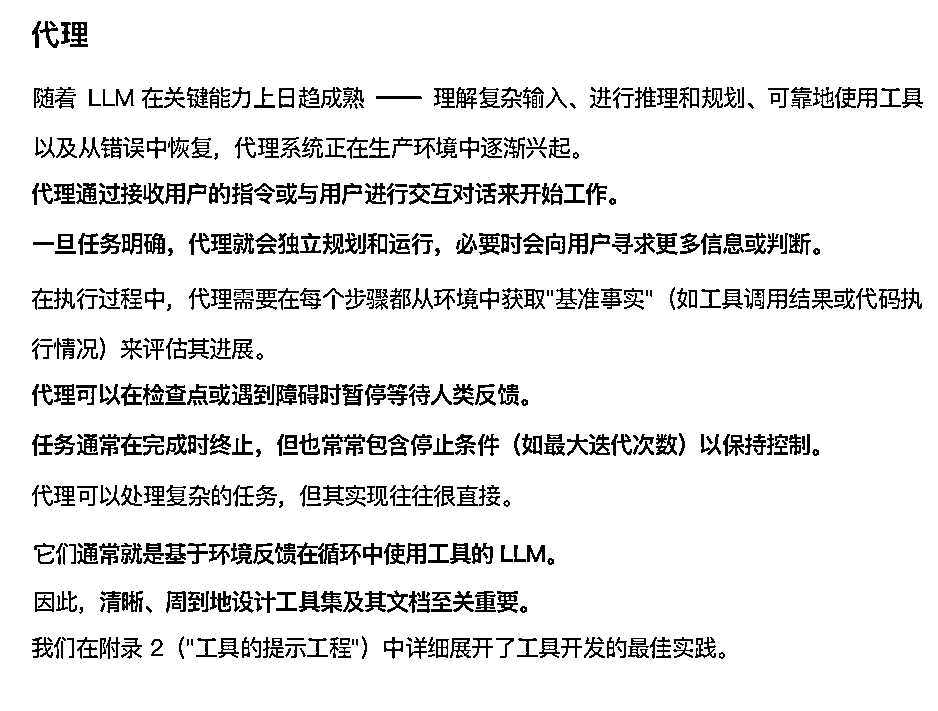 代理
随着 LLM 在关键能力上日趋成熟 —— 理解复杂输入、进行推理和规划、可靠地使用工具
以及从错误中恢复，代理系统正在生产环境中逐渐兴起。
代理通过接收用户的指令或与用户进行交互对话来开始工作。
一旦任务明确，代理就会独立规划和运行，必要时会向用户寻求更多信息或判断。
在执行过程中，代理需要在每个步骤都从环境中获取"基准事实"（如工具调用结果或代码执
行情况）来评估其进展。
代理可以在检查点或遇到障碍时暂停等待人类反馈。
任务通常在完成时终止，但也常常包含停止条件（如最大迭代次数）以保持控制。
代理可以处理复杂的任务，但其实现往往很直接。
它们通常就是基于环境反馈在循环中使用工具的 LLM。
因此，清晰、周到地设计工具集及其文档至关重要。
我们在附录 2（"工具的提示工程"）中详细展开了工具开发的最佳实践。